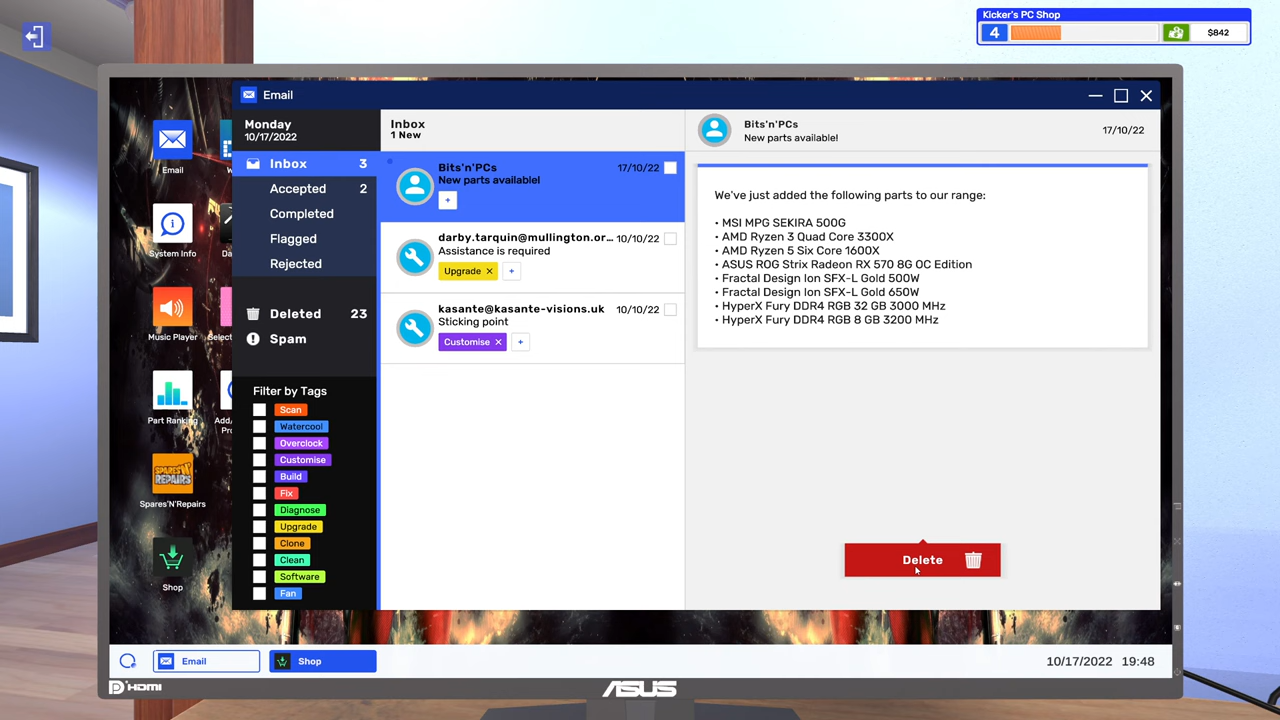 Kicker's PC Shop
4
$842
Email
Monday
10/17/2022
Inbox 3
Accepted 2
Completed
Flagged
Rejected
Deleted 23
Spam
Filter by Tags
Scan
Watercool
Overclock
Customise
Build
Fix
Diagnose
Upgrade
Clone
Clean
Software
Fan
Inbox
1 New
Bits'n'PCs 17/10/22
New parts available!
+
darby.tarquin@mullington.or... 10/10/22
Assistance is required
Upgrade × +
kasante@kasante-visions.uk 10/10/22
Sticking point
Customise × +
Bits'n'PCs
New parts available!
17/10/22
We've just added the following parts to our range:
• MSI MPG SEKIRA 500G
• AMD Ryzen 3 Quad Core 3300X
• AMD Ryzen 5 Six Core 1600X
• ASUS ROG Strix Radeon RX 570 8G OC Edition
• Fractal Design Ion SFX-L Gold 500W
• Fractal Design Ion SFX-L Gold 650W
• HyperX Fury DDR4 RGB 32 GB 3000 MHz
• HyperX Fury DDR4 RGB 8 GB 3200 MHz
Delete
Email
System Info
Music Player
Part Ranking
SPARES'N'REPAIRS
Spares'N'Repairs
Shop
Email
Shop
10/17/2022 19:48
DP HDMI
ASUS